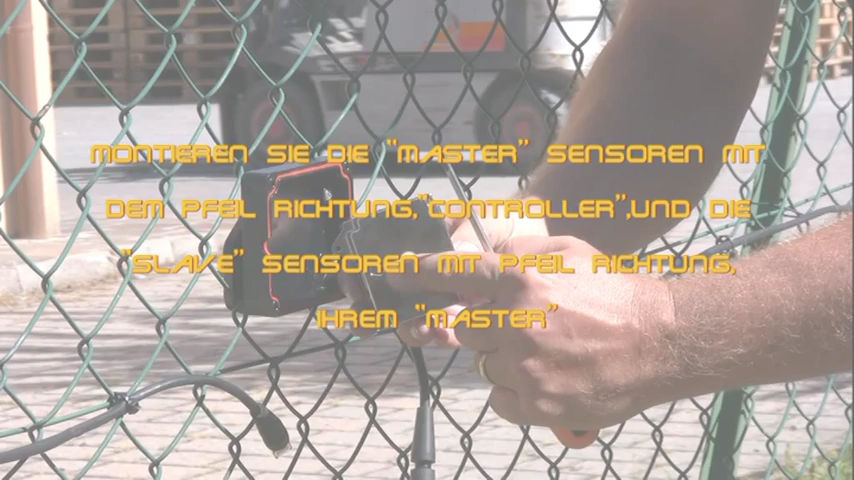 MONTIEREN SIE DIE "MASTER" SENSOREN MIT
DEM PFEIL RICHTUNG,"CONTROLLER",UND DIE
"SLAVE" SENSOREN MIT PFEIL RICHTUNG,
IHREM "MASTER"